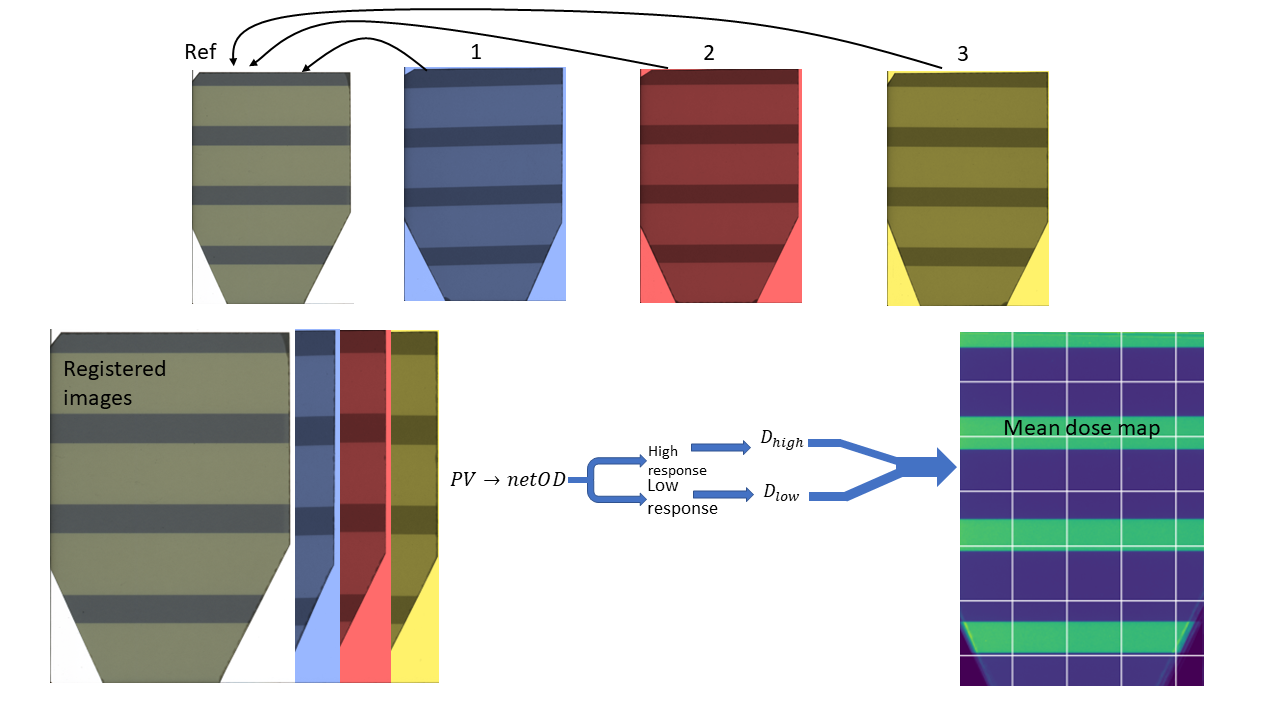 Ref
1
2
3
Registered
images
PV → netOD
High
response
Low
response
D_high
D_low
Mean dose map